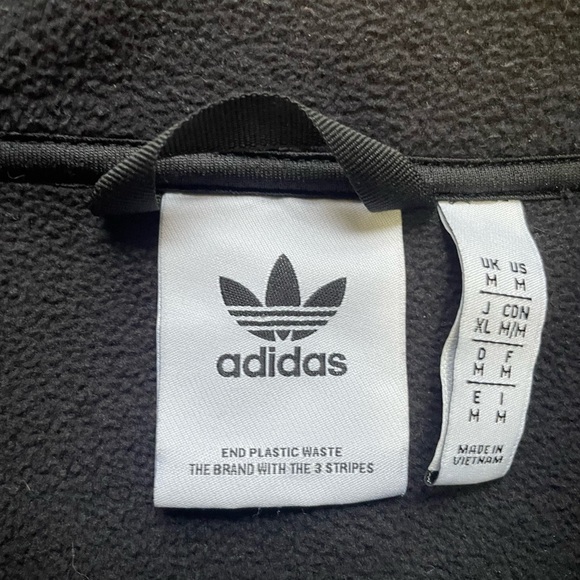 adidas
END PLASTIC WASTE
THE BRAND WITH THE 3 STRIPES
UK US
M M
J CDN
XL M/M
D F
M M
E I
M M
MADE IN
VIETNAM